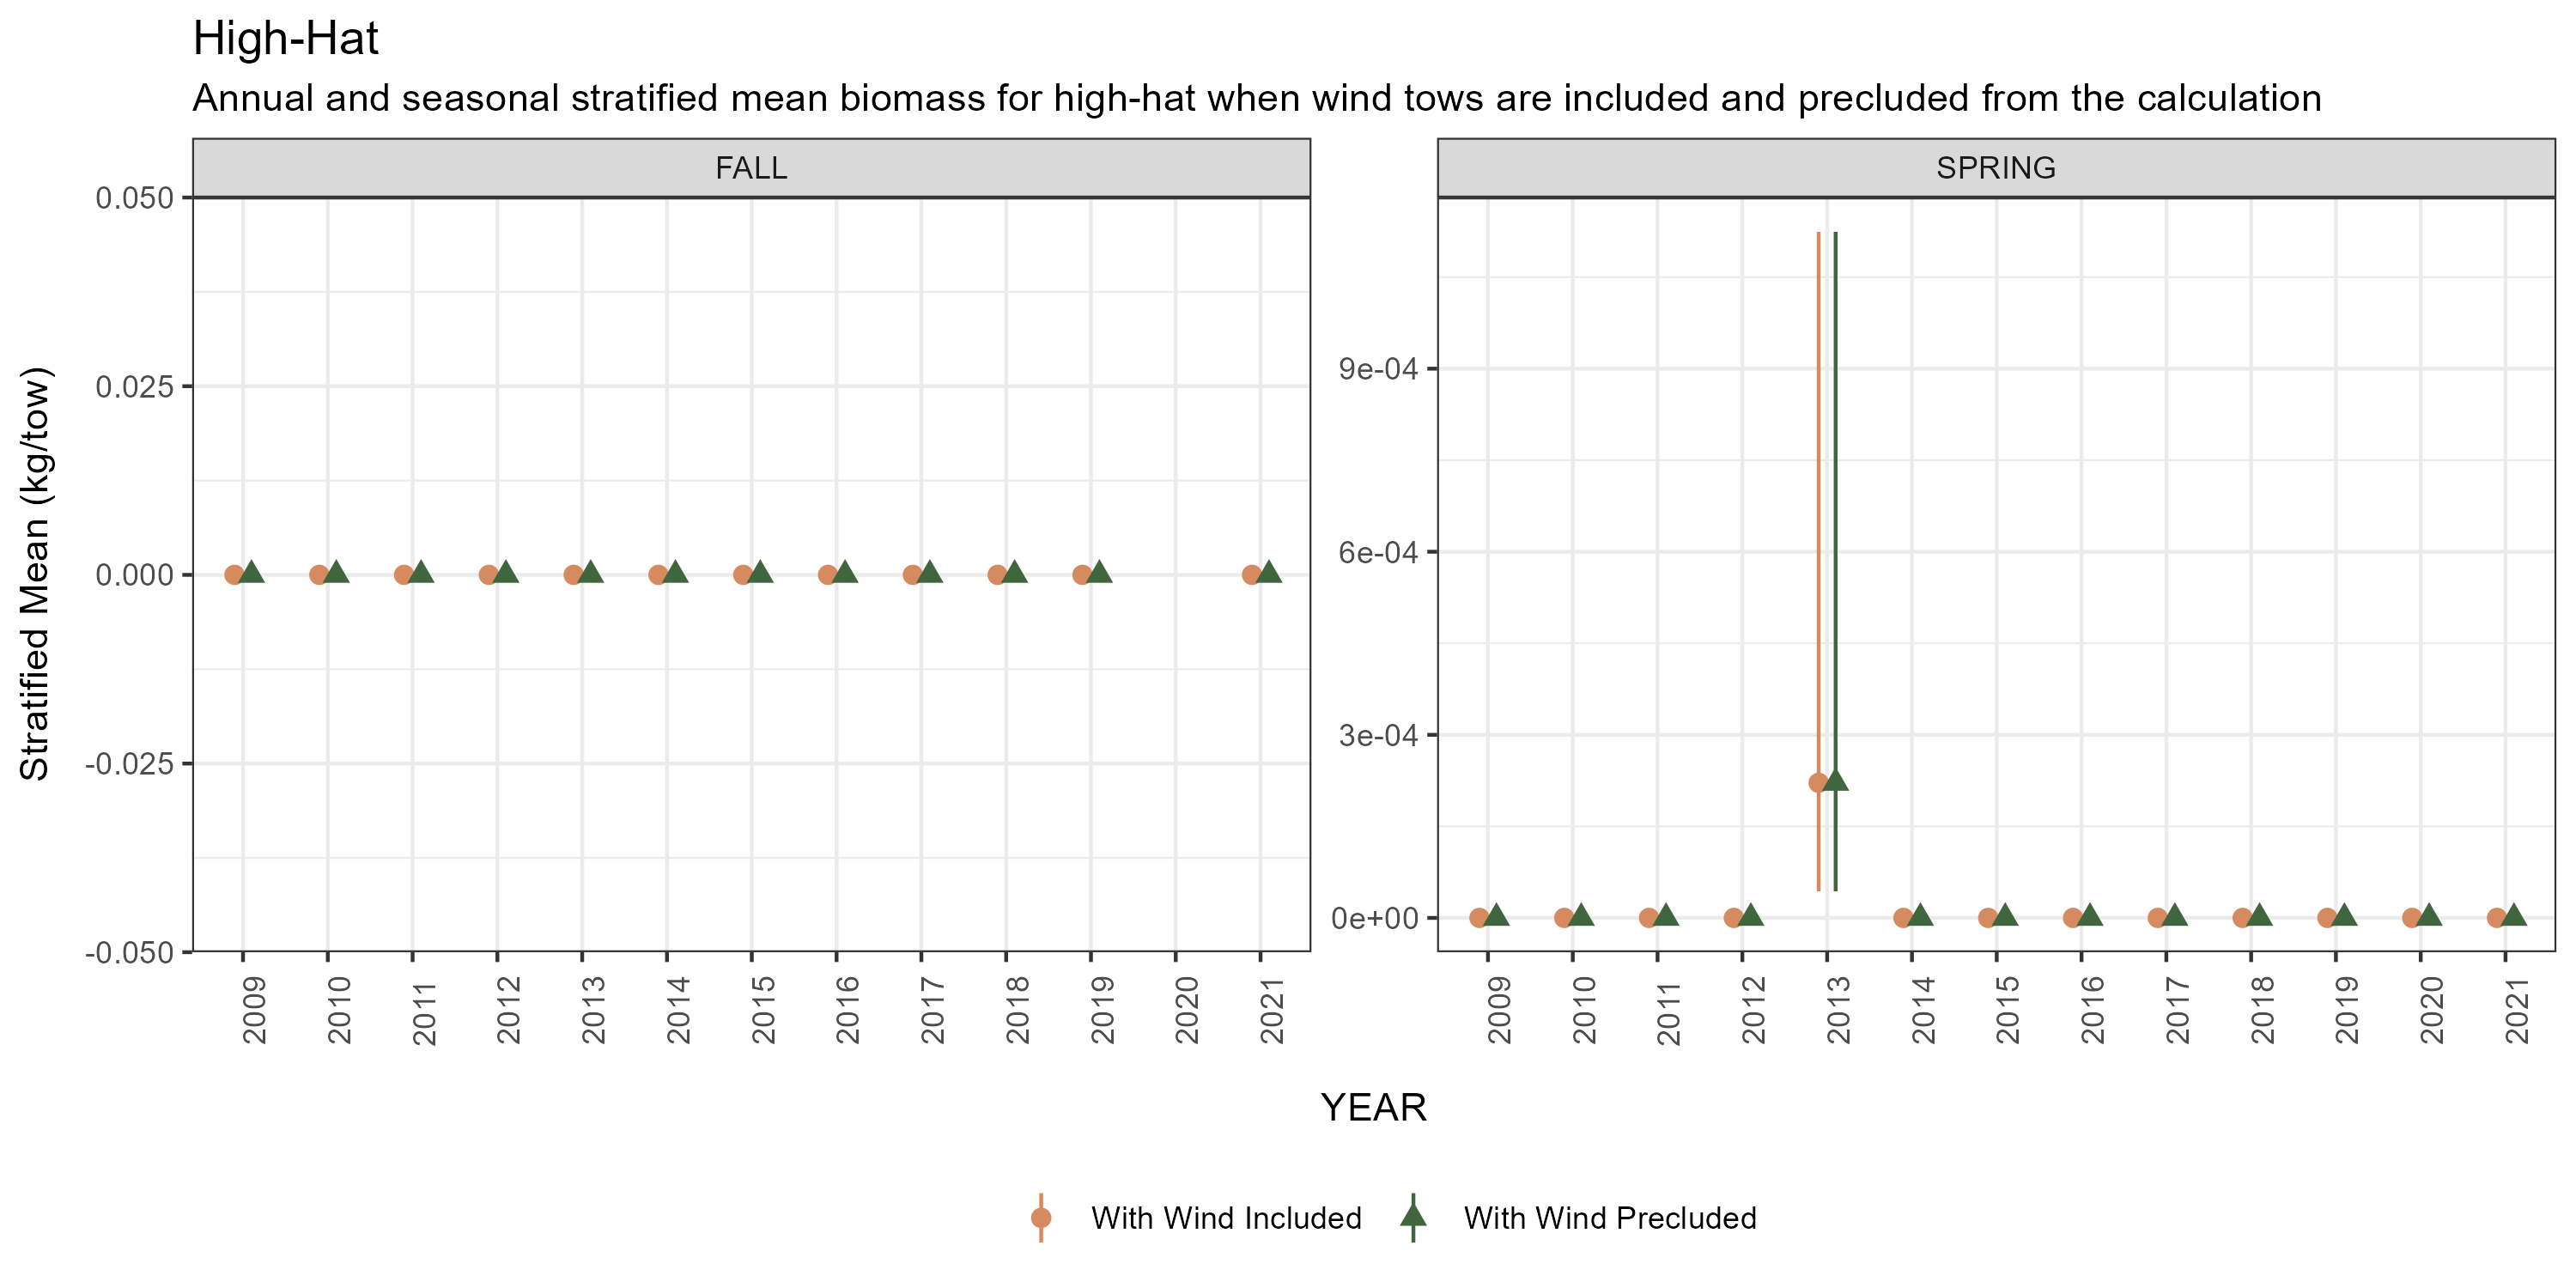 High-Hat
Annual and seasonal stratified mean biomass for high-hat when wind tows are included and precluded from the calculation
FALL
SPRING
Stratified Mean (kg/tow)
0.050
0.025
0.000
-0.025
-0.050
9e-04
6e-04
3e-04
0e+00
2009 2010 2011 2012 2013 2014 2015 2016 2017 2018 2019 2020 2021
2009 2010 2011 2012 2013 2014 2015 2016 2017 2018 2019 2020 2021
YEAR
With Wind Included
With Wind Precluded